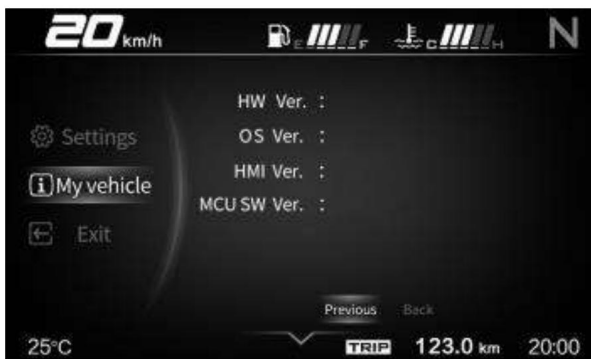 20 km/h E F C H N
HW Ver. :
Settings
OS Ver. :
HMI Ver. :
My vehicle
MCU SW Ver. :
Exit
Previous Back
25°C TRIP 123.0 km 20:00